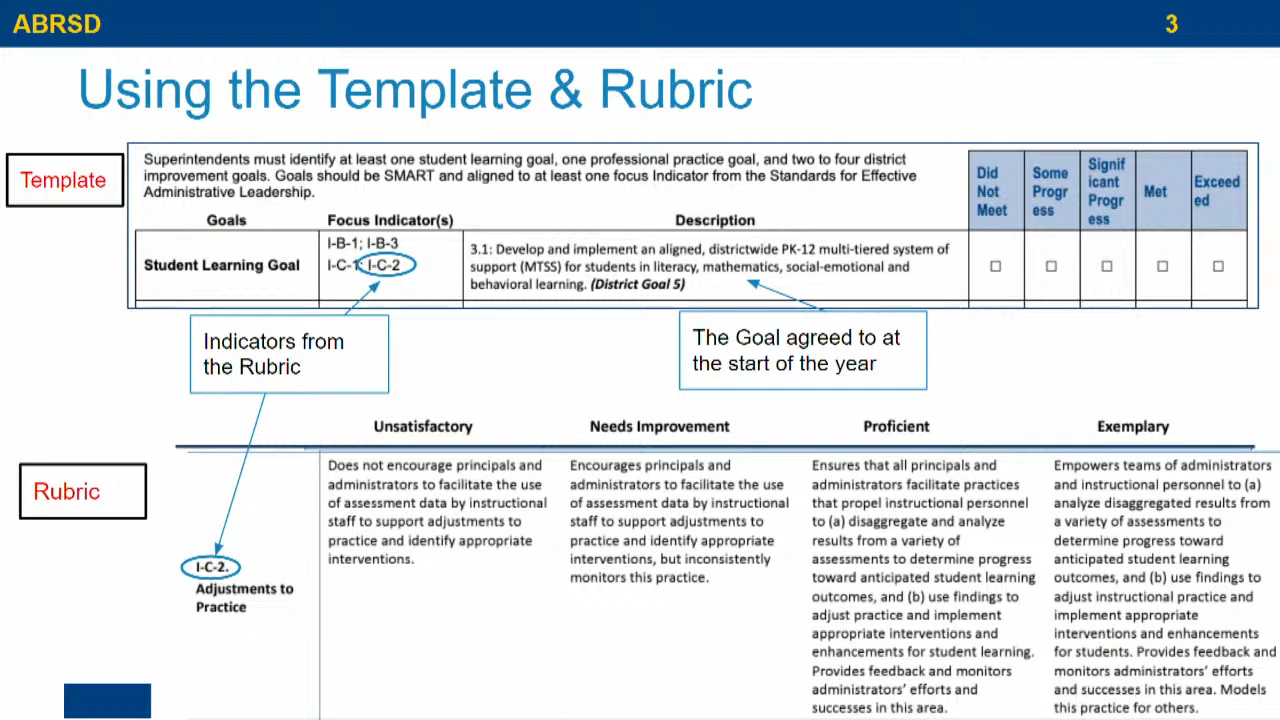 ABRSD
3
Using the Template & Rubric
Template
Superintendents must identify at least one student learning goal, one professional practice goal, and two to four district
improvement goals. Goals should be SMART and aligned to at least one focus Indicator from the Standards for Effective
Administrative Leadership.
Did
Not
Meet
Some
Progr
ess
Signif
icant
Progr
ess
Met
Exceed
ed
Goals
Focus Indicator(s)
Description
Student Learning Goal
I-B-1; I-B-3
I-C-1; I-C-2
3.1: Develop and implement an aligned, districtwide PK-12 multi-tiered system of
support (MTSS) for students in literacy, mathematics, social-emotional and
behavioral learning. (District Goal 5)
Indicators from
the Rubric
The Goal agreed to at
the start of the year
Rubric
Unsatisfactory
Needs Improvement
Proficient
Exemplary
I-C-2.
Adjustments to
Practice
Does not encourage principals and
administrators to facilitate the use
of assessment data by instructional
staff to support adjustments to
practice and identify appropriate
interventions.
Encourages principals and
administrators to facilitate the use
of assessment data by instructional
staff to support adjustments to
practice and identify appropriate
interventions, but inconsistently
monitors this practice.
Ensures that all principals and
administrators facilitate practices
that propel instructional personnel
to (a) disaggregate and analyze
results from a variety of
assessments to determine progress
toward anticipated student learning
outcomes, and (b) use findings to
adjust practice and implement
appropriate interventions and
enhancements for student learning.
Provides feedback and monitors
administrators' efforts and
successes in this area.
Empowers teams of administrators
and instructional personnel to (a)
analyze disaggregated results from
a variety of assessments to
determine progress toward
anticipated student learning
outcomes, and (b) use findings to
adjust instructional practice and
implement appropriate
interventions and enhancements
for students. Provides feedback and
monitors administrators' efforts
and successes in this area. Models
this practice for others.